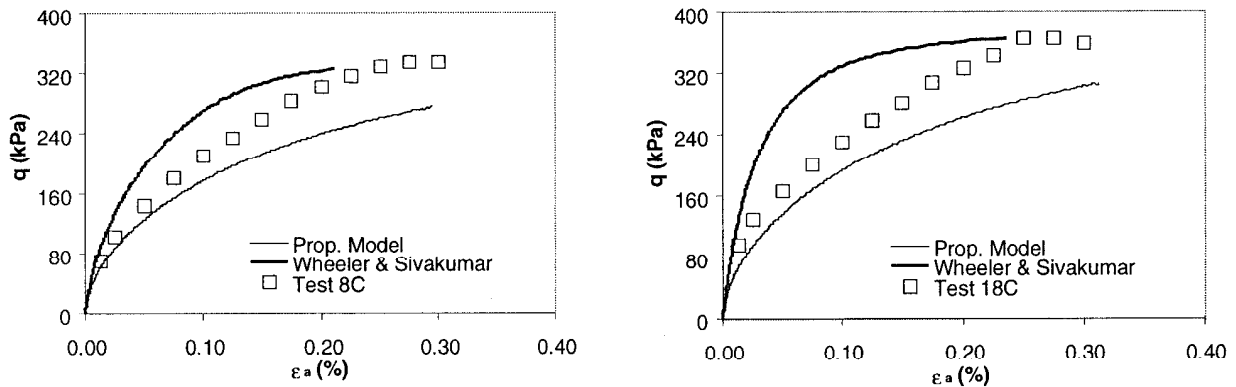 400
320
240
160
80
0
q (kPa)
Prop. Model
Wheeler & Sivakumar
Test 8C
0.00 0.10 0.20 0.30 0.40
ε a (%)
400
320
240
160
80
0
q (kPa)
Prop. Model
Wheeler & Sivakumar
Test 18C
0.00 0.10 0.20 0.30 0.40
ε a (%)